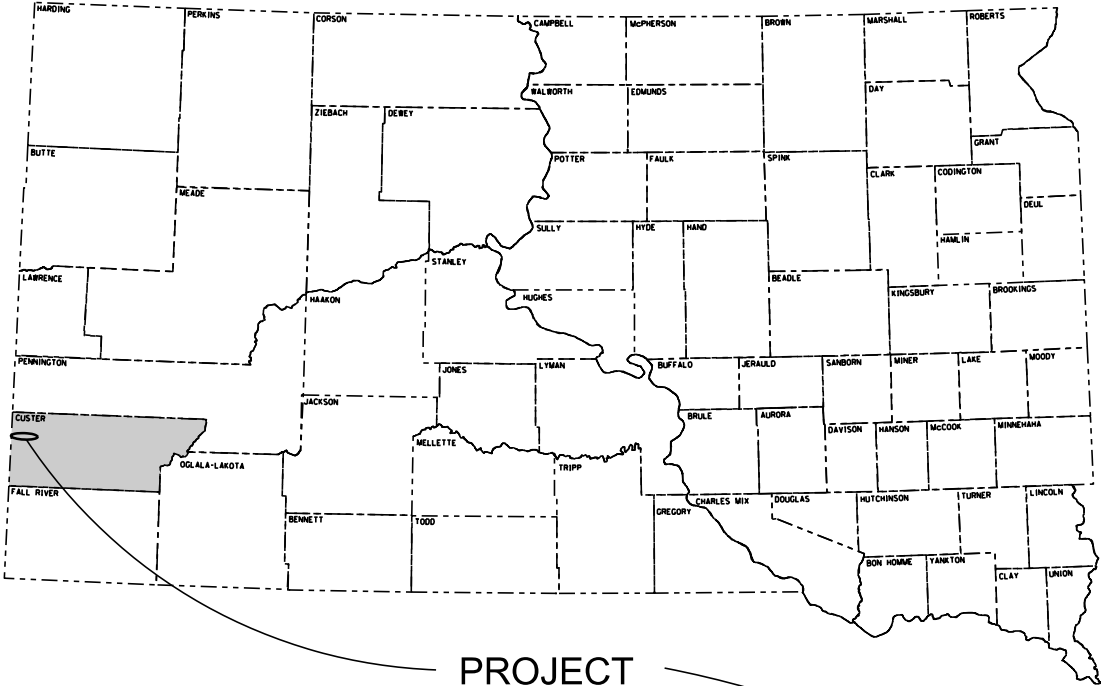 HARDING
PERKINS
CORSON
CAMPBELL
McPHERSON
BROWN
MARSHALL
ROBERTS
WALWORTH
EDMUNDS
DAY
ZIEBACH
DEWEY
GRANT
BUTTE
POTTER
FAULK
SPINK
CLARK
CODINGTON
MEADE
DEUL
SULLY
HYDE
HAND
HAMLIN
STANLEY
LAWRENCE
BEADLE
HAAKON
HUGHES
KINGSBURY
BROOKINGS
PENNINGTON
JONES
LYMAN
BUFFALO
JERAULD
SANBORN
MINER
LAKE
MOODY
JACKSON
CUSTER
BRULE
AURORA
DAVISON
HANSON
McCOOK
MINNEHAHA
MELLETTE
OGLALA-LAKOTA
TRIPP
FALL RIVER
CHARLES MIX
DOUGLAS
HUTCHINSON
TURNER
LINCOLN
GREGORY
BENNETT
TODD
BON HOMME
YANKTON
CLAY
UNION
PROJECT